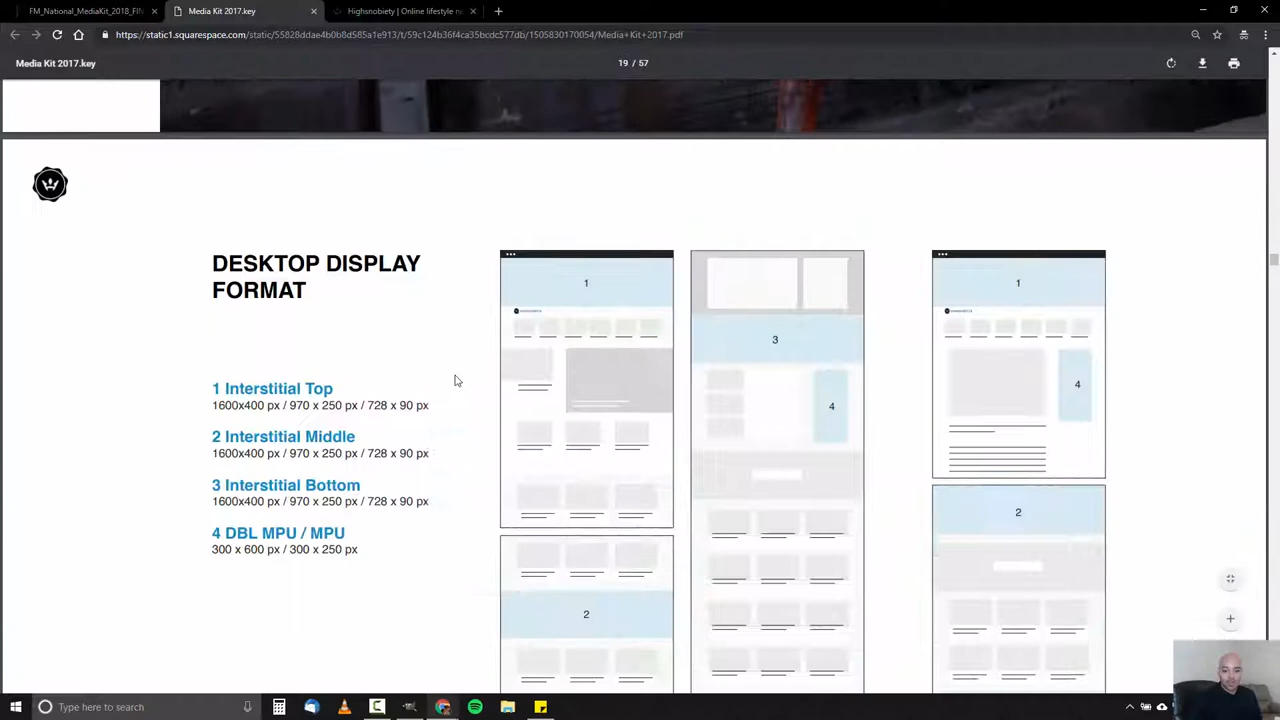 FM_National_MediaKit_2018_FIN
Media Kit 2017.key
Highsnobiety | Online lifestyle n
https://static1.squarespace.com/static/55828ddae4b0b8d585a1e913/t/59c124b36f4ca35bcdc577db/1505830170054/Media+Kit+2017.pdf
Media Kit 2017.key
19 / 57
DESKTOP DISPLAY
FORMAT
1 Interstitial Top
1600x400 px / 970 x 250 px / 728 x 90 px
2 Interstitial Middle
1600x400 px / 970 x 250 px / 728 x 90 px
3 Interstitial Bottom
1600x400 px / 970 x 250 px / 728 x 90 px
4 DBL MPU / MPU
300 x 600 px / 300 x 250 px
1
2
3
4
1
4
2
Type here to search